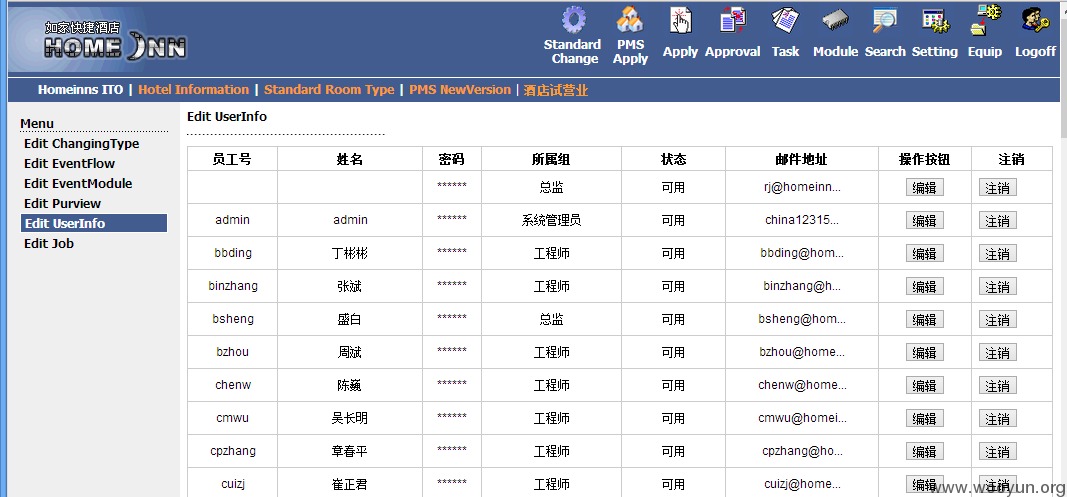 如家快捷酒店
HOME INN
Standard Change
PMS Apply
Apply
Approval
Task
Module
Search
Setting
Equip
Logoff
Homeinns ITO | Hotel Information | Standard Room Type | PMS NewVersion | 酒店试营业
Menu
Edit ChangingType
Edit EventFlow
Edit EventModule
Edit Purview
Edit UserInfo
Edit Job
Edit UserInfo
员工号 姓名 密码 所属组 状态 邮件地址 操作按钮 注销
****** 总监 可用 rj@homeinn... 编辑 注销
admin admin ****** 系统管理员 可用 china12315... 编辑 注销
bbding 丁彬彬 ****** 工程师 可用 bbding@hom... 编辑 注销
binzhang 张斌 ****** 工程师 可用 binzhang@h... 编辑 注销
bsheng 盛白 ****** 总监 可用 bsheng@hom... 编辑 注销
bzhou 周斌 ****** 工程师 可用 bzhou@home... 编辑 注销
chenw 陈巍 ****** 工程师 可用 chenw@home... 编辑 注销
cmwu 吴长明 ****** 工程师 可用 cmwu@homei... 编辑 注销
cpzhang 章春平 ****** 工程师 可用 cpzhang@ho... 编辑 注销
cuizj 崔正君 ****** 工程师 可用 cuizj@home... 编辑 注销
www.wooyun.org